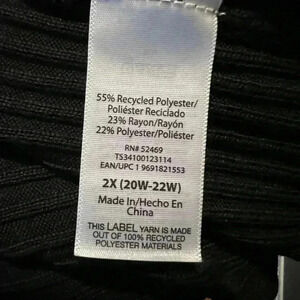 55% Recycled Polyester/
Poliéster Reciclado
23% Rayon/Rayón
22% Polyester/Poliéster
RN# 52469
TS34100123114
EAN/UPC 1 9691821553
2X (20W-22W)
Made In/Hecho En
China
THIS LABEL YARN IS MADE
OUT OF 100% RECYCLED
POLYESTER MATERIALS